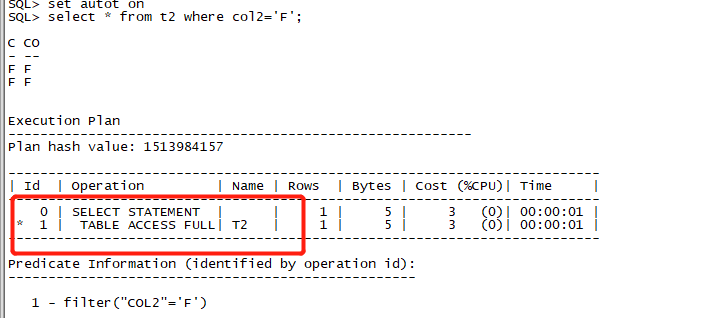 SQL> set autot on
SQL> select * from t2 where col2='F';
C CO
- --
F F
F F
Execution Plan
----------------------------------------------------------
Plan hash value: 1513984157
--------------------------------------------------------------------------
| Id | Operation | Name | Rows | Bytes | Cost (%CPU)| Time |
--------------------------------------------------------------------------
| 0 | SELECT STATEMENT | | 1 | 5 | 3 (0)| 00:00:01 |
|* 1 | TABLE ACCESS FULL| T2 | 1 | 5 | 3 (0)| 00:00:01 |
--------------------------------------------------------------------------
Predicate Information (identified by operation id):
---------------------------------------------------
1 - filter("COL2"='F')